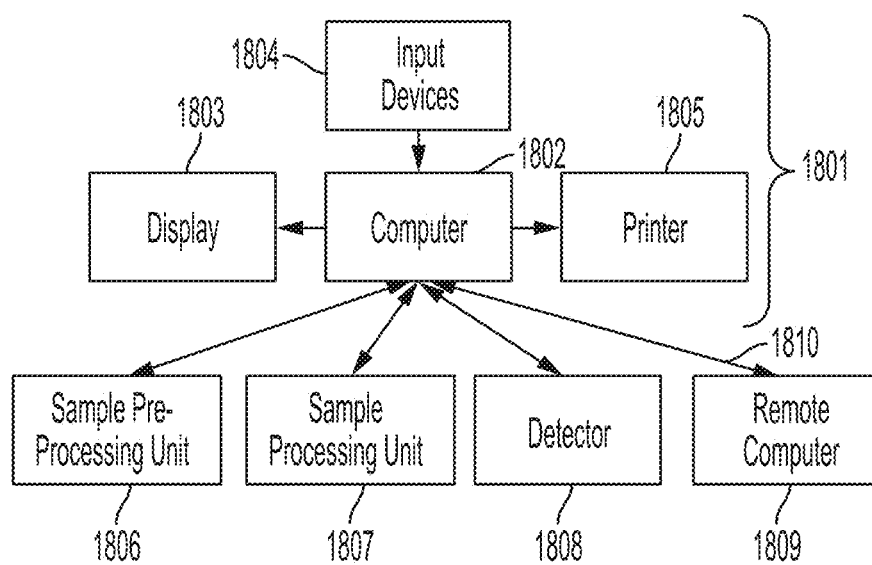 1804
Input
Devices
1803
1802
1805
1801
Display
Computer
Printer
1810
Sample Pre-
Processing Unit
Sample
Processing Unit
Detector
Remote
Computer
1806
1807
1808
1809